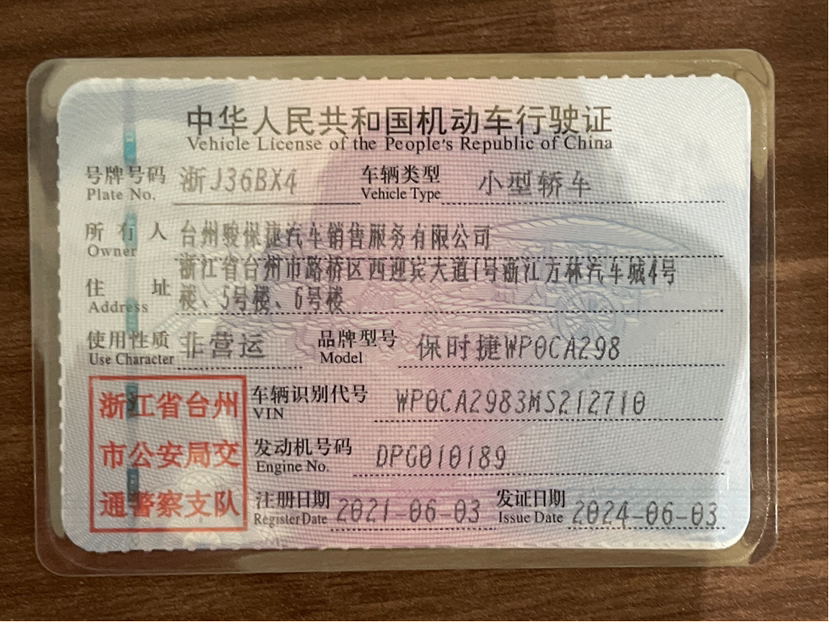 中华人民共和国机动车行驶证
Vehicle License of the People's Republic of China
号牌号码 浙J36BX4 车辆类型 小型轿车
Plate No. Vehicle Type
所有人 台州骏保捷汽车销售服务有限公司
Owner
住址 浙江省台州市路桥区西迎宾大道1号浙江方林汽车城4号
Address 楼、5号楼、6号楼
使用性质 非营运 品牌型号 保时捷WP0CA298
Use Character Model
浙江省台州 车辆识别代号 WP0CA2983MS212710
VIN
市公安局交 发动机号码 DPG010189
Engine No.
通警察支队 注册日期 2021-06-03 发证日期 2024-06-03
Register Date Issue Date